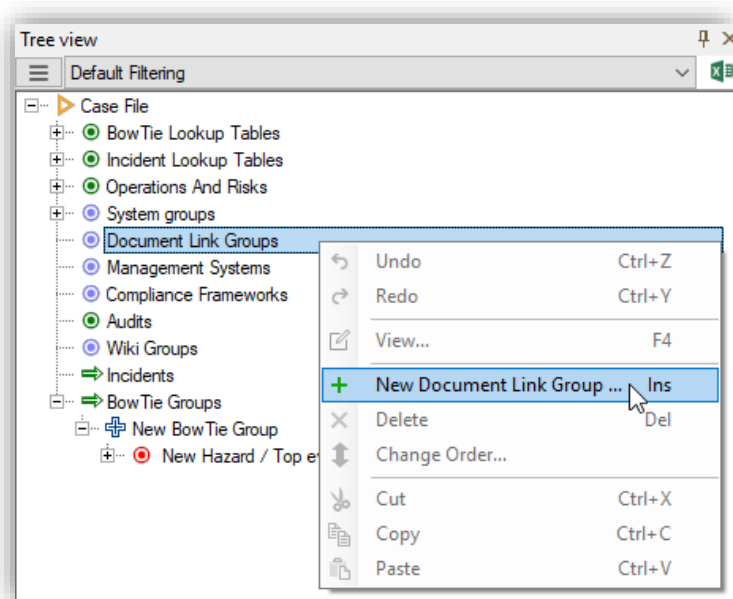 Tree view
Default Filtering
Case File
BowTie Lookup Tables
Incident Lookup Tables
Operations And Risks
System groups
Document Link Groups
Management Systems
Compliance Frameworks
Audits
Wiki Groups
Incidents
BowTie Groups
New BowTie Group
New Hazard / Top e
Undo Ctrl+Z
Redo Ctrl+Y
View... F4
New Document Link Group ... Ins
Delete Del
Change Order...
Cut Ctrl+X
Copy Ctrl+C
Paste Ctrl+V